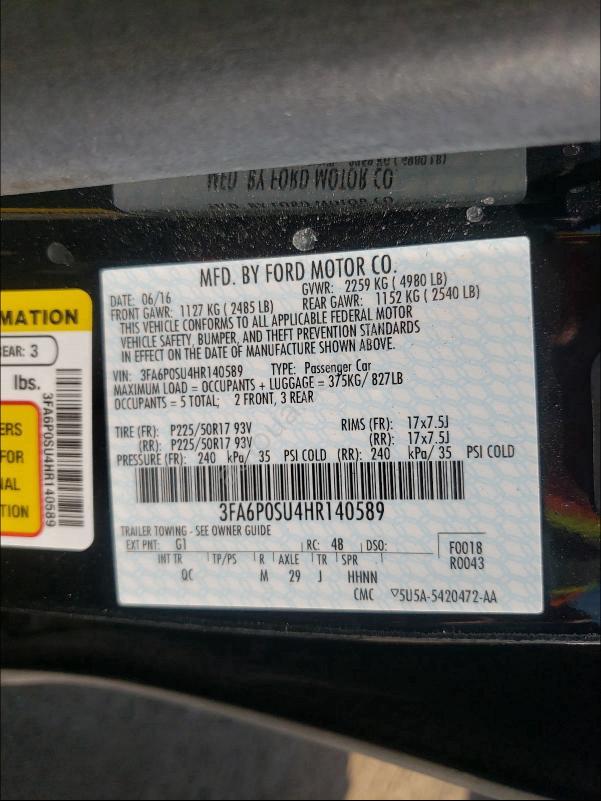 MFD. BY FORD MOTOR CO.
MFD. BY FORD MOTOR CO.
DATE: 06/16
GVWR: 2259 KG ( 4980 LB)
FRONT GAWR: 1127 KG ( 2485 LB)
REAR GAWR: 1152 KG ( 2540 LB)
THIS VEHICLE CONFORMS TO ALL APPLICABLE FEDERAL MOTOR
VEHICLE SAFETY, BUMPER, AND THEFT PREVENTION STANDARDS
IN EFFECT ON THE DATE OF MANUFACTURE SHOWN ABOVE.
VIN: 3FA6P0SU4HR140589 TYPE: Passenger Car
MAXIMUM LOAD = OCCUPANTS + LUGGAGE = 375KG/ 827LB
OCCUPANTS = 5 TOTAL; 2 FRONT, 3 REAR
TIRE (FR): P225/50R17 93V RIMS (FR): 17x7.5J
(RR): P225/50R17 93V (RR): 17x7.5J
PRESSURE (FR): 240 kPa/ 35 PSI COLD (RR): 240 kPa/ 35 PSI COLD
3FA6P0SU4HR140589
TRAILER TOWING - SEE OWNER GUIDE
EXT PNT: G1 RC: 48 DSO: F0018
INT TR TP/PS R AXLE TR SPR R0043
QC M 29 J HHNN
CMC ▽5U5A-5420472-AA
MATION
REAR: 3
lbs.
ERS
FOR
NAL
TION
3FA6P0SU4HR140589